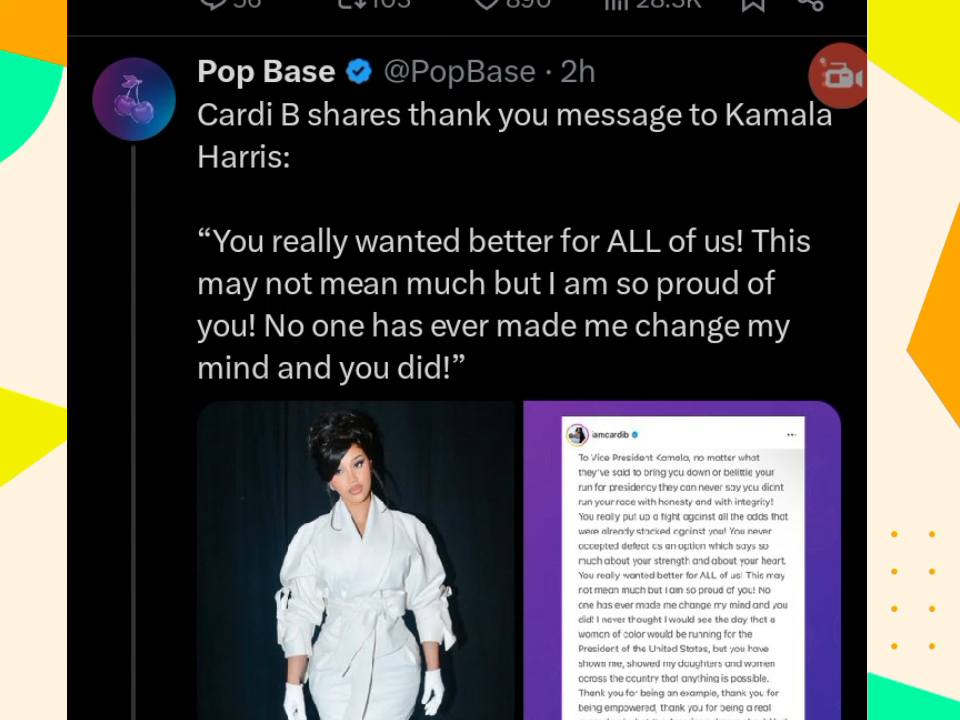 56 103 890 28.3K
Pop Base @PopBase · 2h
Cardi B shares thank you message to Kamala
Harris:
“You really wanted better for ALL of us! This
may not mean much but I am so proud of
you! No one has ever made me change my
mind and you did!”
iamcardib
To Vice President Kamala, no matter what
they've said to bring you down or belittle your
run for presidency they can never say you didnt
run your race with honesty and with integrity!
You really put up a fight against all the odds that
were already stacked against you! You never
accepted defeat as an option which says so
much about your strength and about your heart.
You really wanted better for ALL of us! This may
not mean much but I am so proud of you! No
one has ever made me change my mind and you
did! I never thought I would see the day that a
woman of color would be running for the
President of the United States, but you have
shown me, showed my daughters and women
across the country that anything is possible.
Thank you for being an example, thank you for
being empowered, thank you for being a real